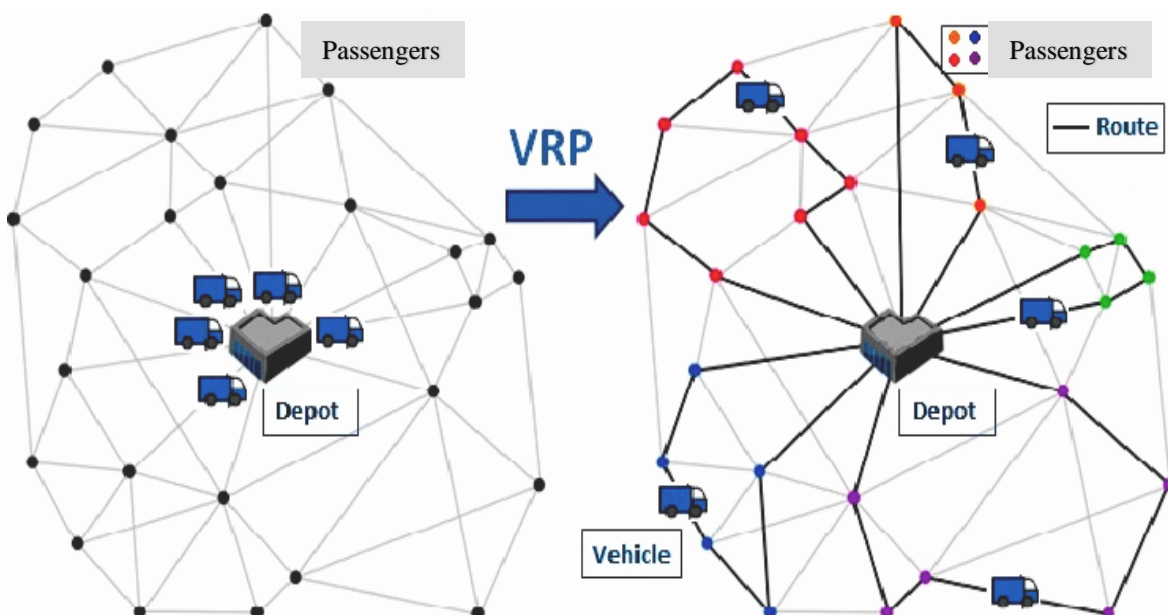 Passengers
Passengers
VRP
Route
Depot
Depot
Vehicle